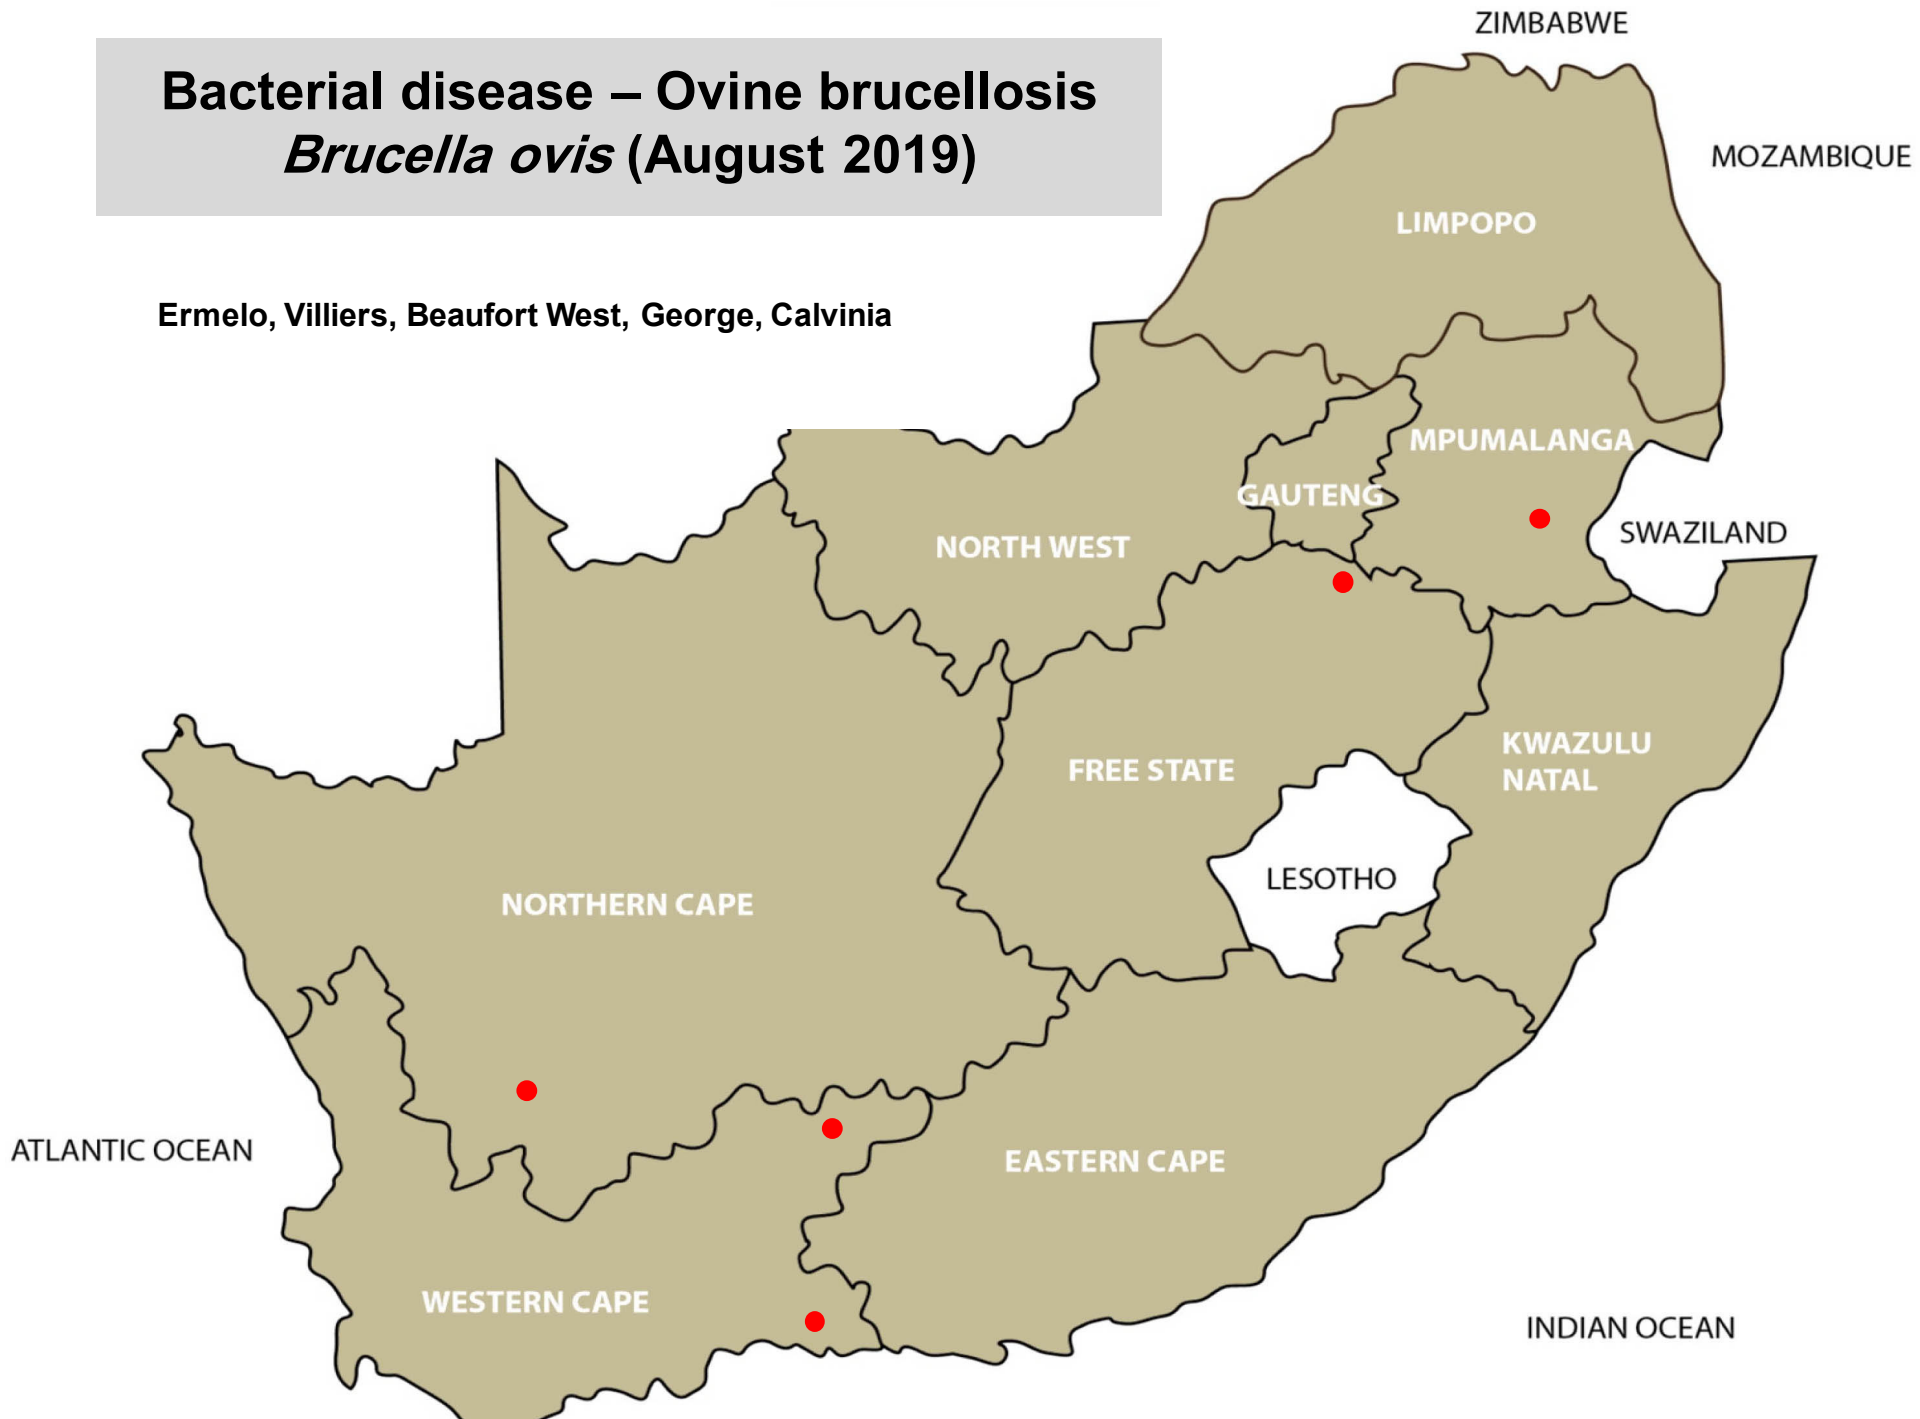 Bacterial disease – Ovine brucellosis
Brucella ovis (August 2019)
Ermelo, Villiers, Beaufort West, George, Calvinia
ZIMBABWE
MOZAMBIQUE
LIMPOPO
MPUMALANGA
GAUTENG
SWAZILAND
NORTH WEST
KWAZULU
NATAL
FREE STATE
LESOTHO
NORTHERN CAPE
ATLANTIC OCEAN
EASTERN CAPE
WESTERN CAPE
INDIAN OCEAN